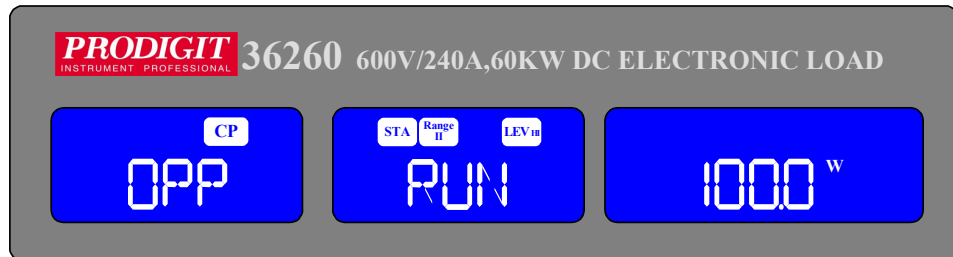 PRODIGIT 36260 600V/240A,60KW DC ELECTRONIC LOAD
INSTRUMENT PROFESSIONAL
CP STA Range II LEV HI
OPP RUN 100.0 W